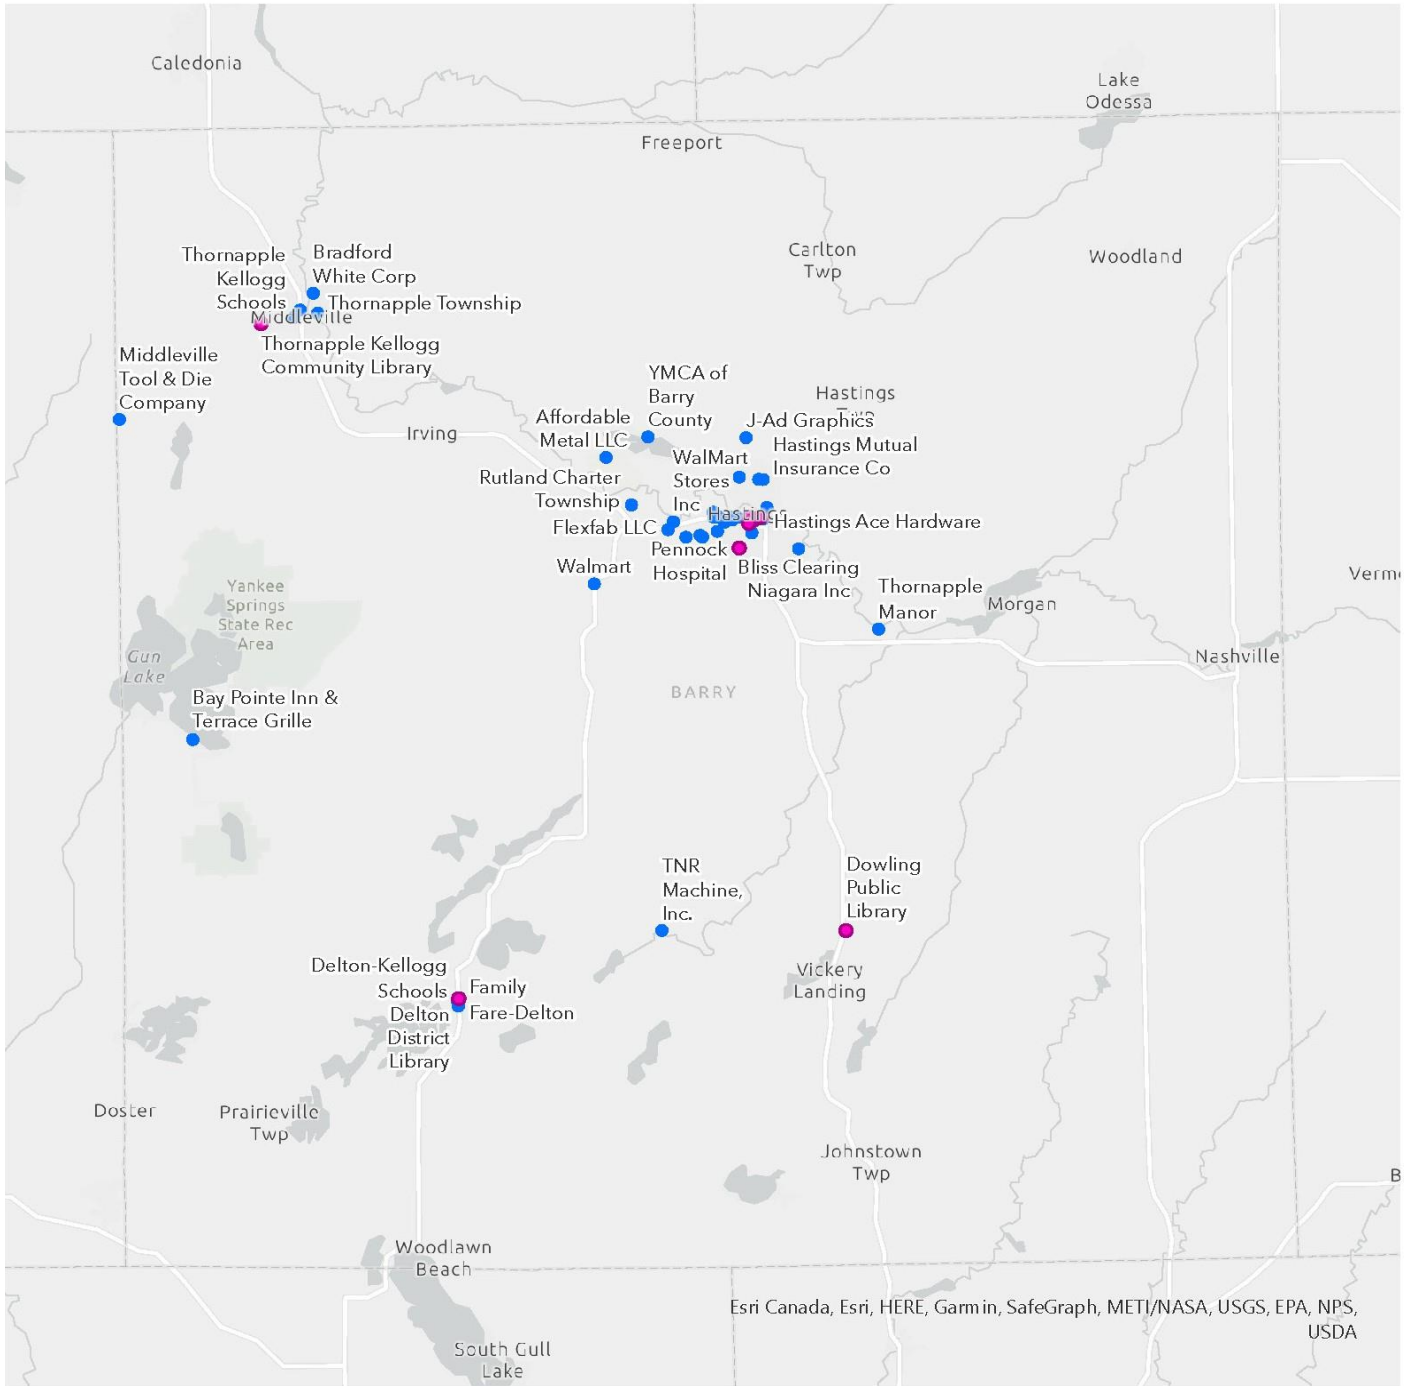 Caledonia
Lake
Odessa
Freeport
Carlton
Twp
Woodland
Thornapple
Kellogg
Schools
Bradford
White Corp
Thornapple Township
Middleville
Thornapple Kellogg
Community Library
Middleville
Tool & Die
Company
Irving
YMCA of
Barry
County
Hastings
Twp
Affordable
Metal LLC
J-Ad Graphics
Hastings Mutual
Insurance Co
WalMart
Stores
Inc
Rutland Charter
Township
Flexfab LLC
Hastings
Hastings Ace Hardware
Pennock
Hospital
Bliss Clearing
Niagara Inc
Walmart
Thornapple
Manor
Morgan
Yankee
Springs
State Rec
Area
Gun
Lake
Nashville
BARRY
Bay Pointe Inn &
Terrace Grille
TNR
Machine,
Inc.
Dowling
Public
Library
Vickery
Landing
Delton-Kellogg
Schools
Family
Fare-Delton
Delton
District
Library
Doster
Prairieville
Twp
Johnstown
Twp
Woodlawn
Beach
South Gull
Lake
Esri Canada, Esri, HERE, Garmin, SafeGraph, METI/NASA, USGS, EPA, NPS,
USDA